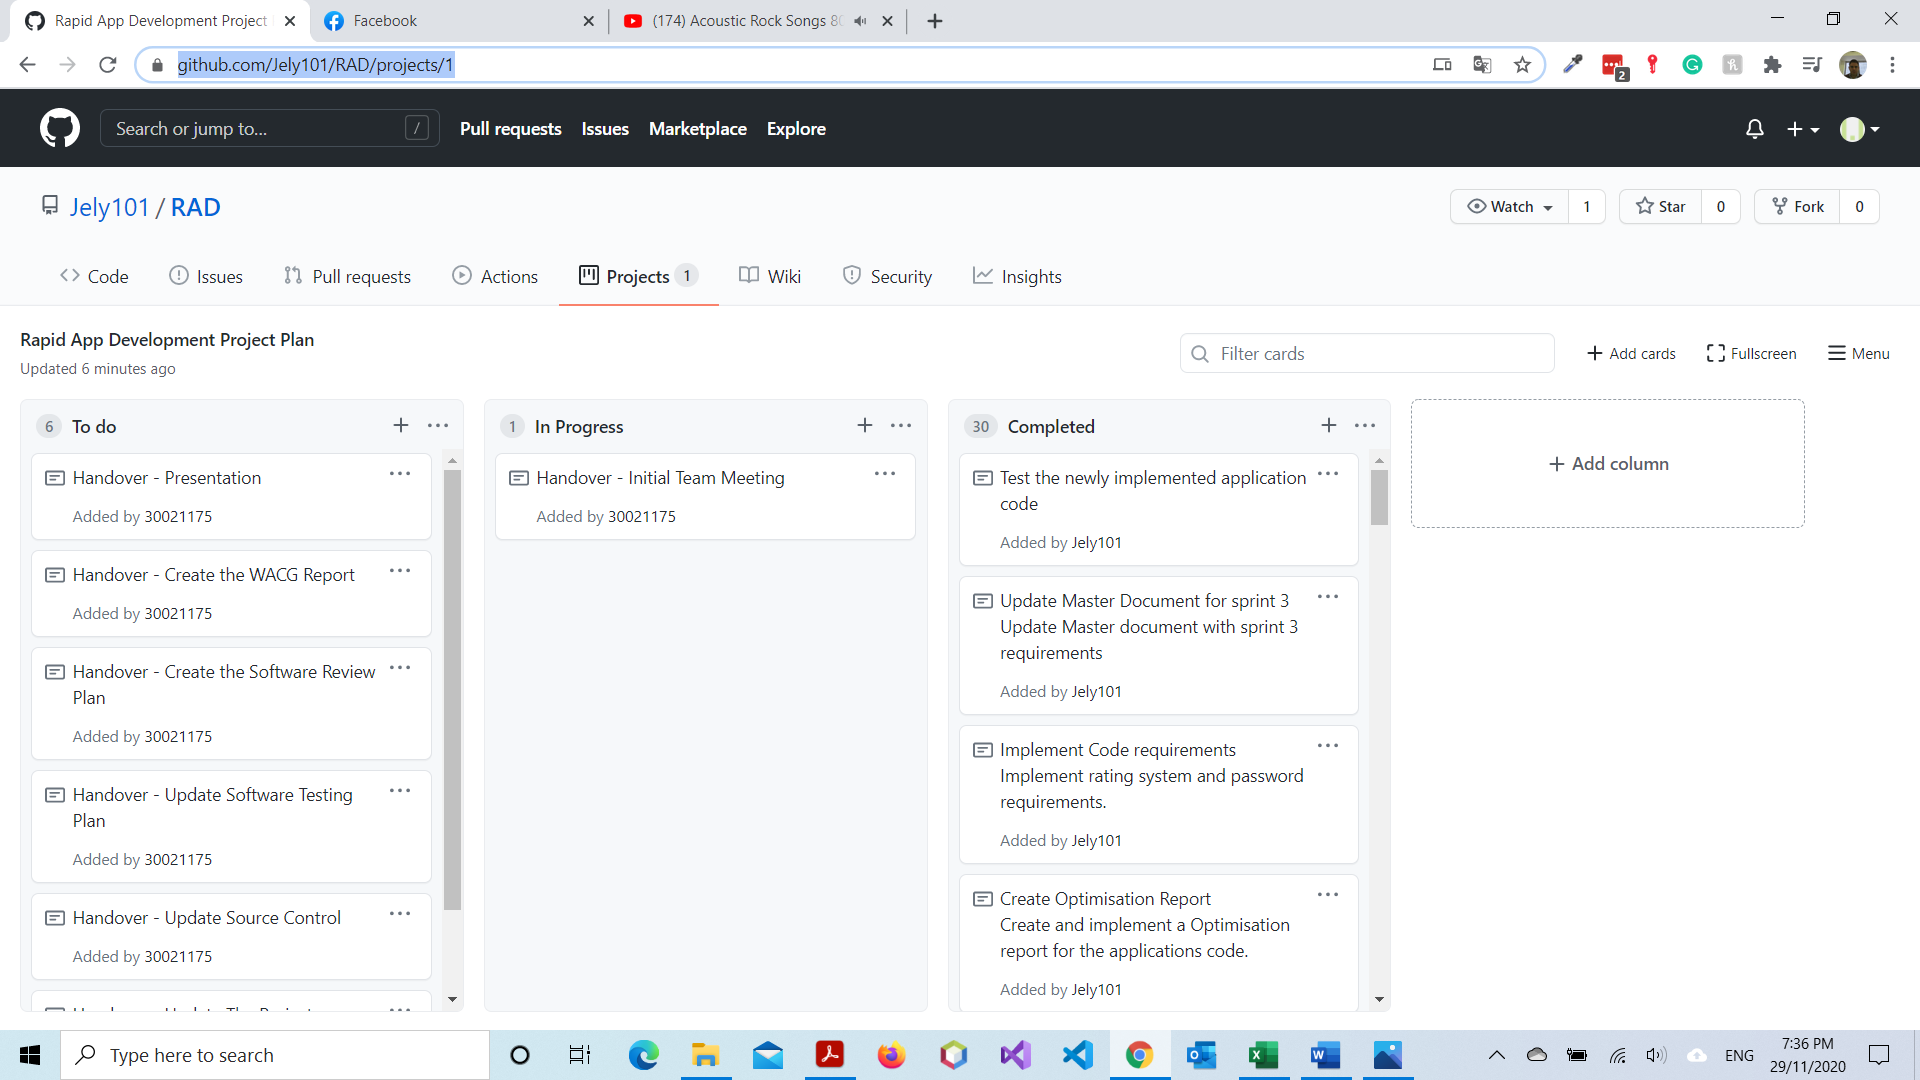 Rapid App Development Project
Facebook
(174) Acoustic Rock Songs 80
github.com/Jely101/RAD/projects/1
2
Search or jump to...
/
Pull requests
Issues
Marketplace
Explore
Jely101 / RAD
Watch 1
Star 0
Fork 0
Code
Issues
Pull requests
Actions
Projects 1
Wiki
Security
Insights
Rapid App Development Project Plan
Updated 6 minutes ago
Filter cards
Add cards
Fullscreen
Menu
6 To do
Handover - Presentation
Added by 30021175
Handover - Create the WACG Report
Added by 30021175
Handover - Create the Software Review
Plan
Added by 30021175
Handover - Update Software Testing
Plan
Added by 30021175
Handover - Update Source Control
Added by 30021175
1 In Progress
Handover - Initial Team Meeting
Added by 30021175
30 Completed
Test the newly implemented application
code
Added by Jely101
Update Master Document for sprint 3
Update Master document with sprint 3
requirements
Added by Jely101
Implement Code requirements
Implement rating system and password
requirements.
Added by Jely101
Create Optimisation Report
Create and implement a Optimisation
report for the applications code.
Added by Jely101
Add column
Type here to search
ENG
7:36 PM
29/11/2020